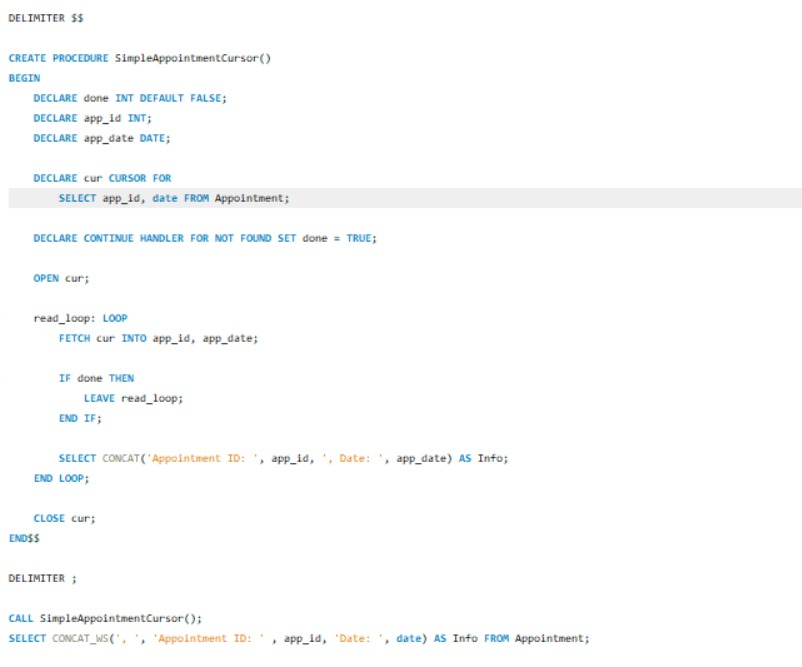 DELIMITER $$
CREATE PROCEDURE SimpleAppointmentCursor()
BEGIN
DECLARE done INT DEFAULT FALSE;
DECLARE app_id INT;
DECLARE app_date DATE;
DECLARE cur CURSOR FOR
SELECT app_id, date FROM Appointment;
DECLARE CONTINUE HANDLER FOR NOT FOUND SET done = TRUE;
OPEN cur;
read_loop: LOOP
FETCH cur INTO app_id, app_date;
IF done THEN
LEAVE read_loop;
END IF;
SELECT CONCAT('Appointment ID: ', app_id, ', Date: ', app_date) AS Info;
END LOOP;
CLOSE cur;
END$$
DELIMITER ;
CALL SimpleAppointmentCursor();
SELECT CONCAT_WS(', ', 'Appointment ID: ' , app_id, 'Date: ', date) AS Info FROM Appointment;